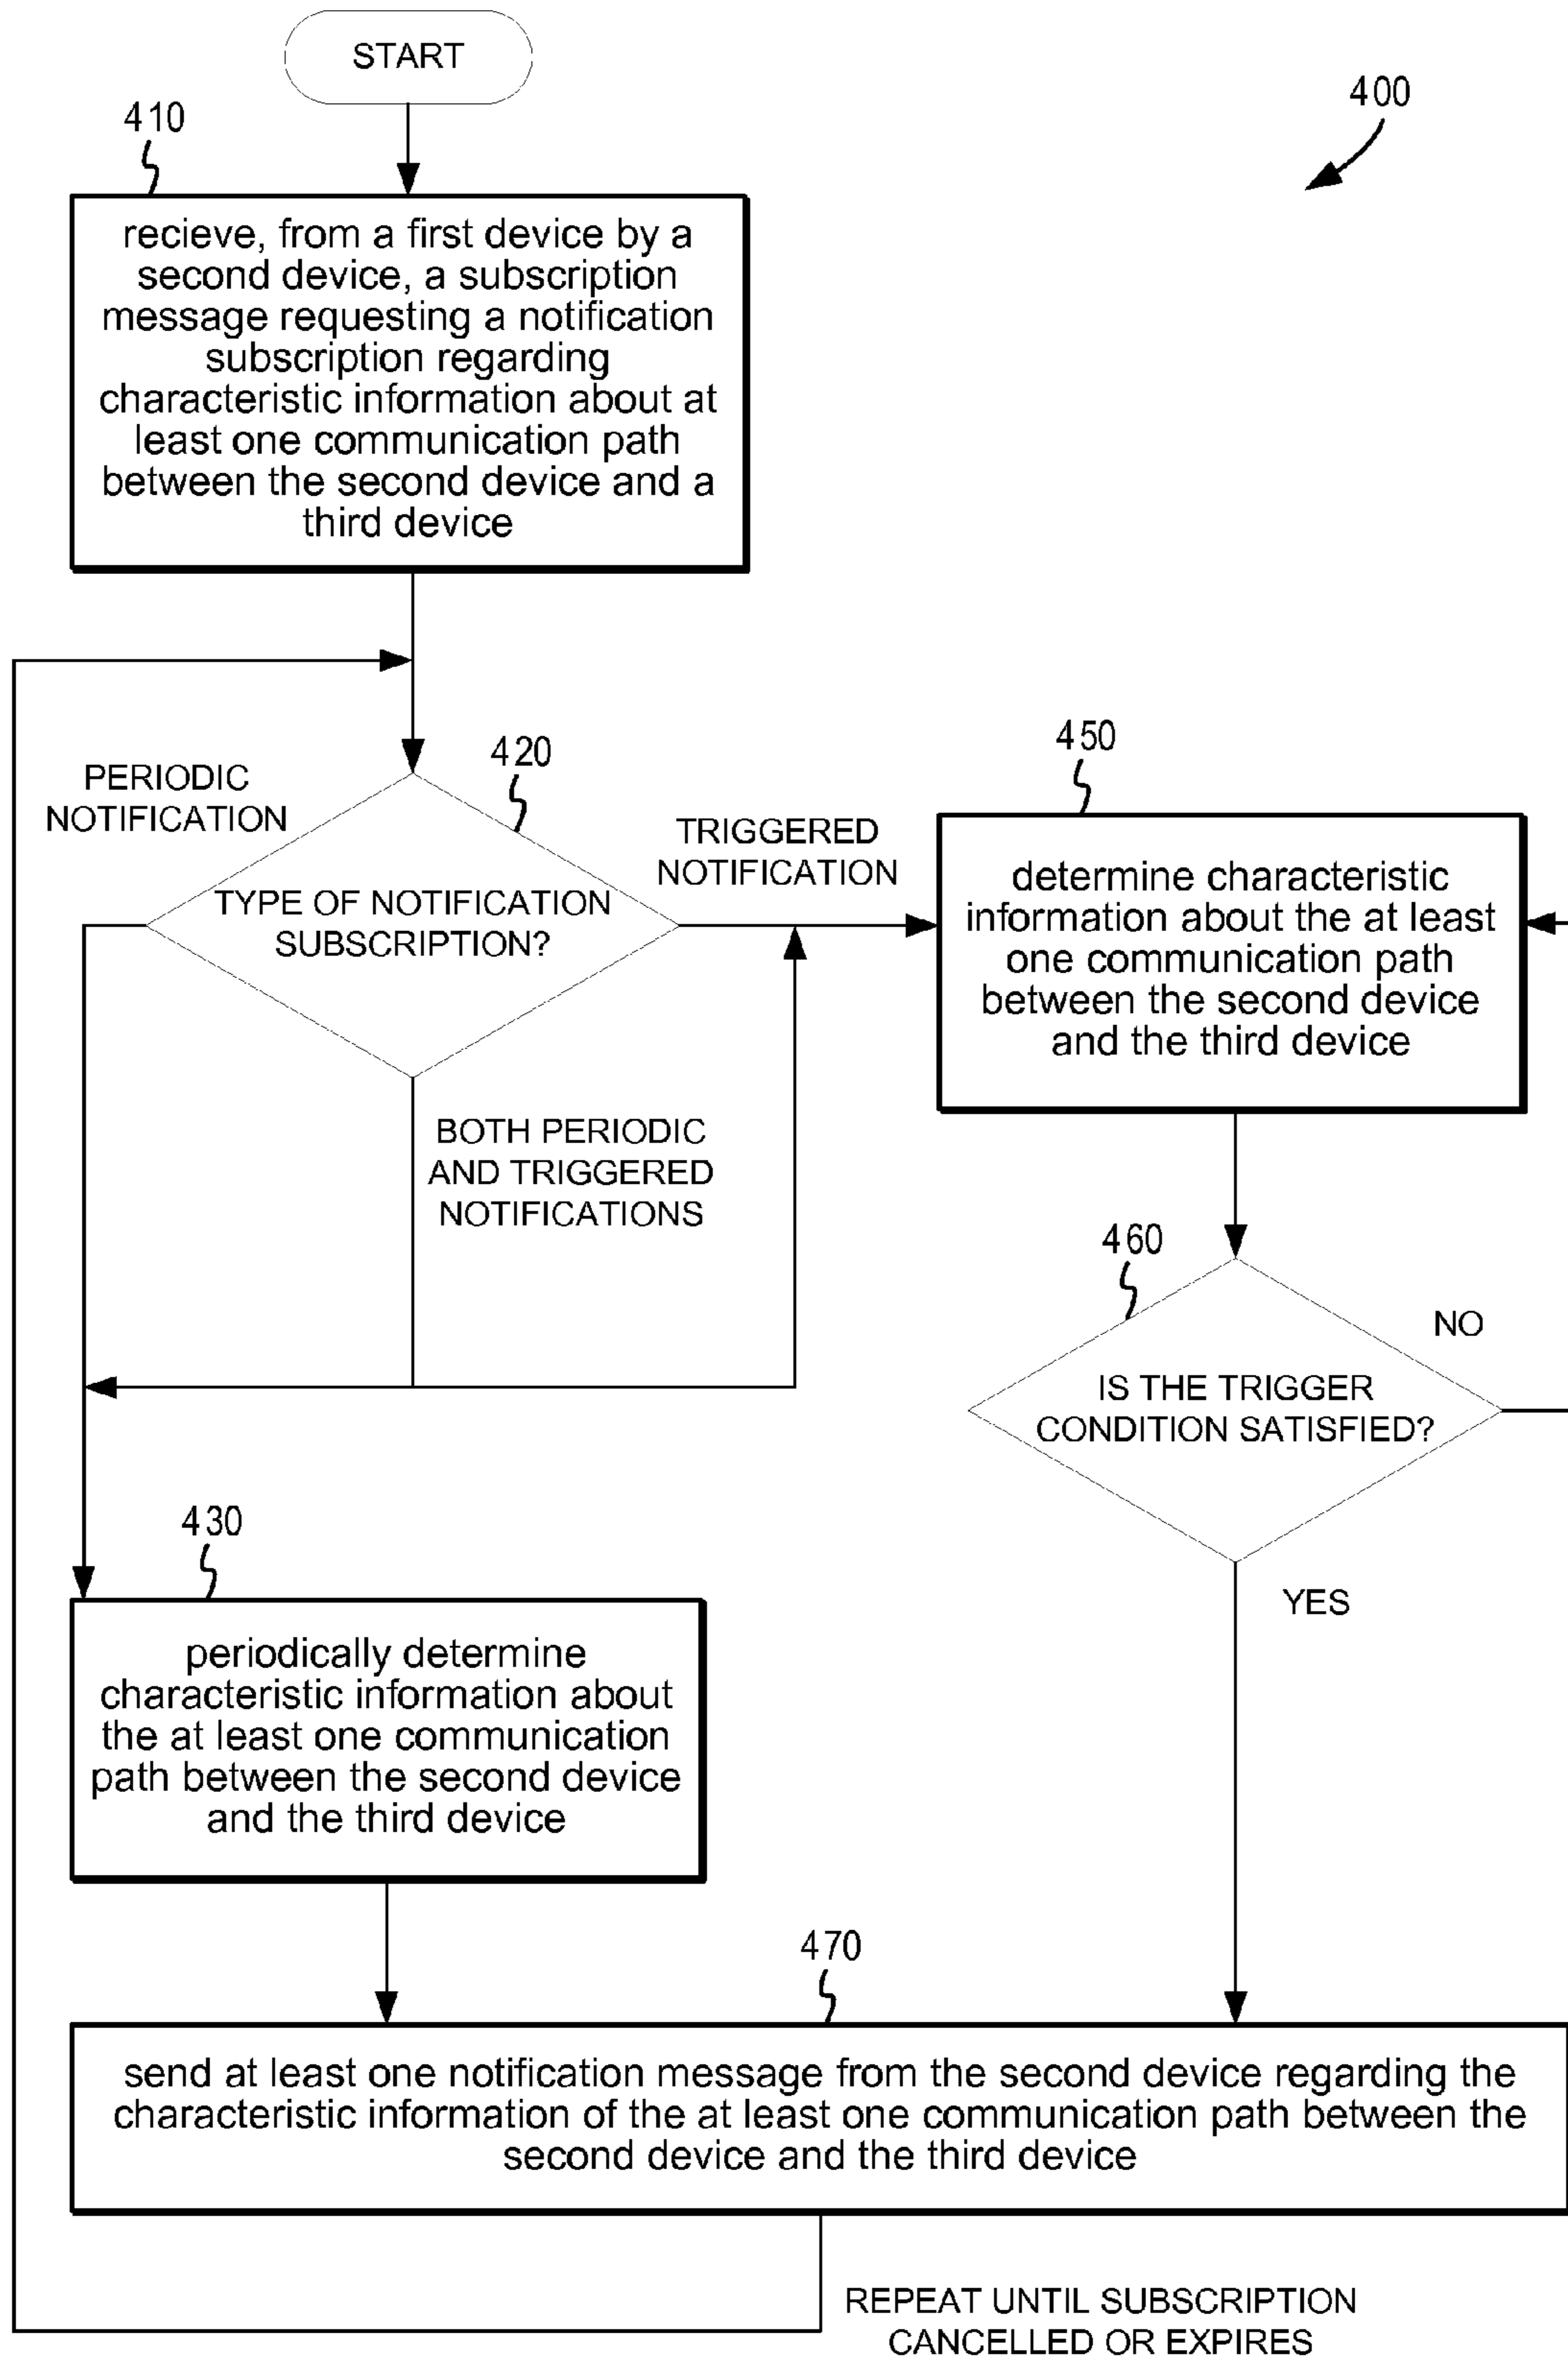 START
400
410
recieve, from a first device by a
second device, a subscription
message requesting a notification
subscription regarding
characteristic information about at
least one communication path
between the second device and a
third device
PERIODIC
NOTIFICATION
420
TYPE OF NOTIFICATION
SUBSCRIPTION?
TRIGGERED
NOTIFICATION
BOTH PERIODIC
AND TRIGGERED
NOTIFICATIONS
450
determine characteristic
information about the at least
one communication path
between the second device
and the third device
460
IS THE TRIGGER
CONDITION SATISFIED?
NO
YES
430
periodically determine
characteristic information about
the at least one communication
path between the second device
and the third device
470
send at least one notification message from the second device regarding the
characteristic information of the at least one communication path between the
second device and the third device
REPEAT UNTIL SUBSCRIPTION
CANCELLED OR EXPIRES